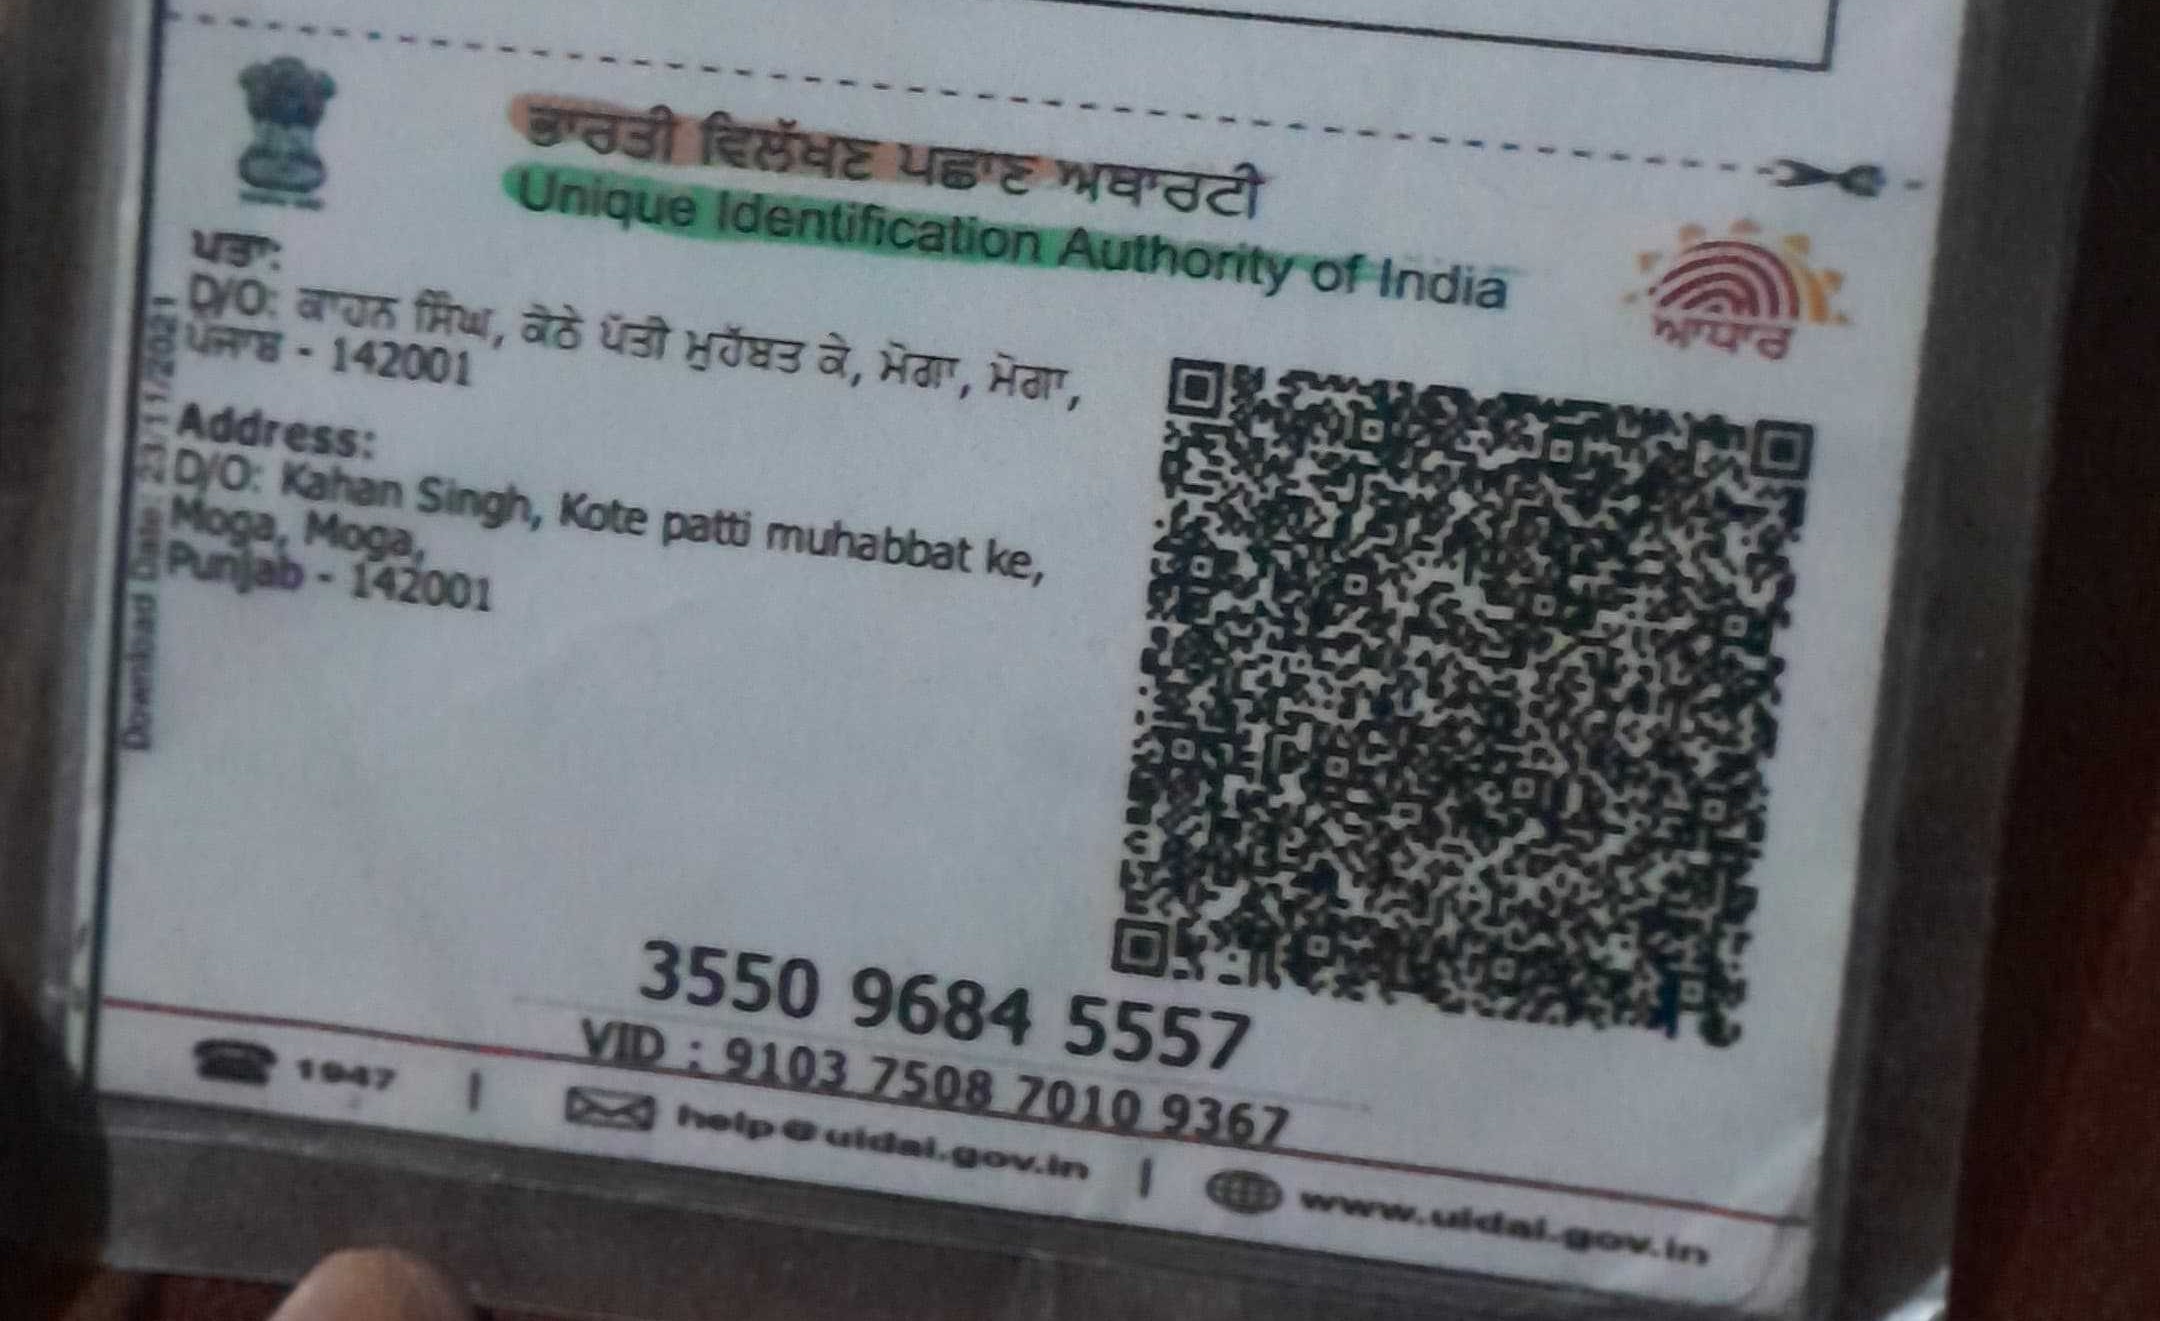 ਭਾਰਤੀ ਵਿਲੱਖਣ ਪਛਾਣ ਅਥਾਰਟੀ
Unique Identification Authority of India
ਆਧਾਰ
ਪਤਾ:
D/O: ਕਾਹਨ ਸਿੰਘ, ਕੋਠੇ ਪੱਤੀ ਮੁਹੱਬਤ ਕੇ, ਮੋਗਾ, ਮੋਗਾ,
ਪੰਜਾਬ - 142001
Address:
D/O: Kahan Singh, Kote patti muhabbat ke,
Moga, Moga,
Punjab - 142001
Download Date: 23/11/2021
3550 9684 5557
VID : 9103 7508 7010 9367
1947 | help@uidai.gov.in | www.uidai.gov.in